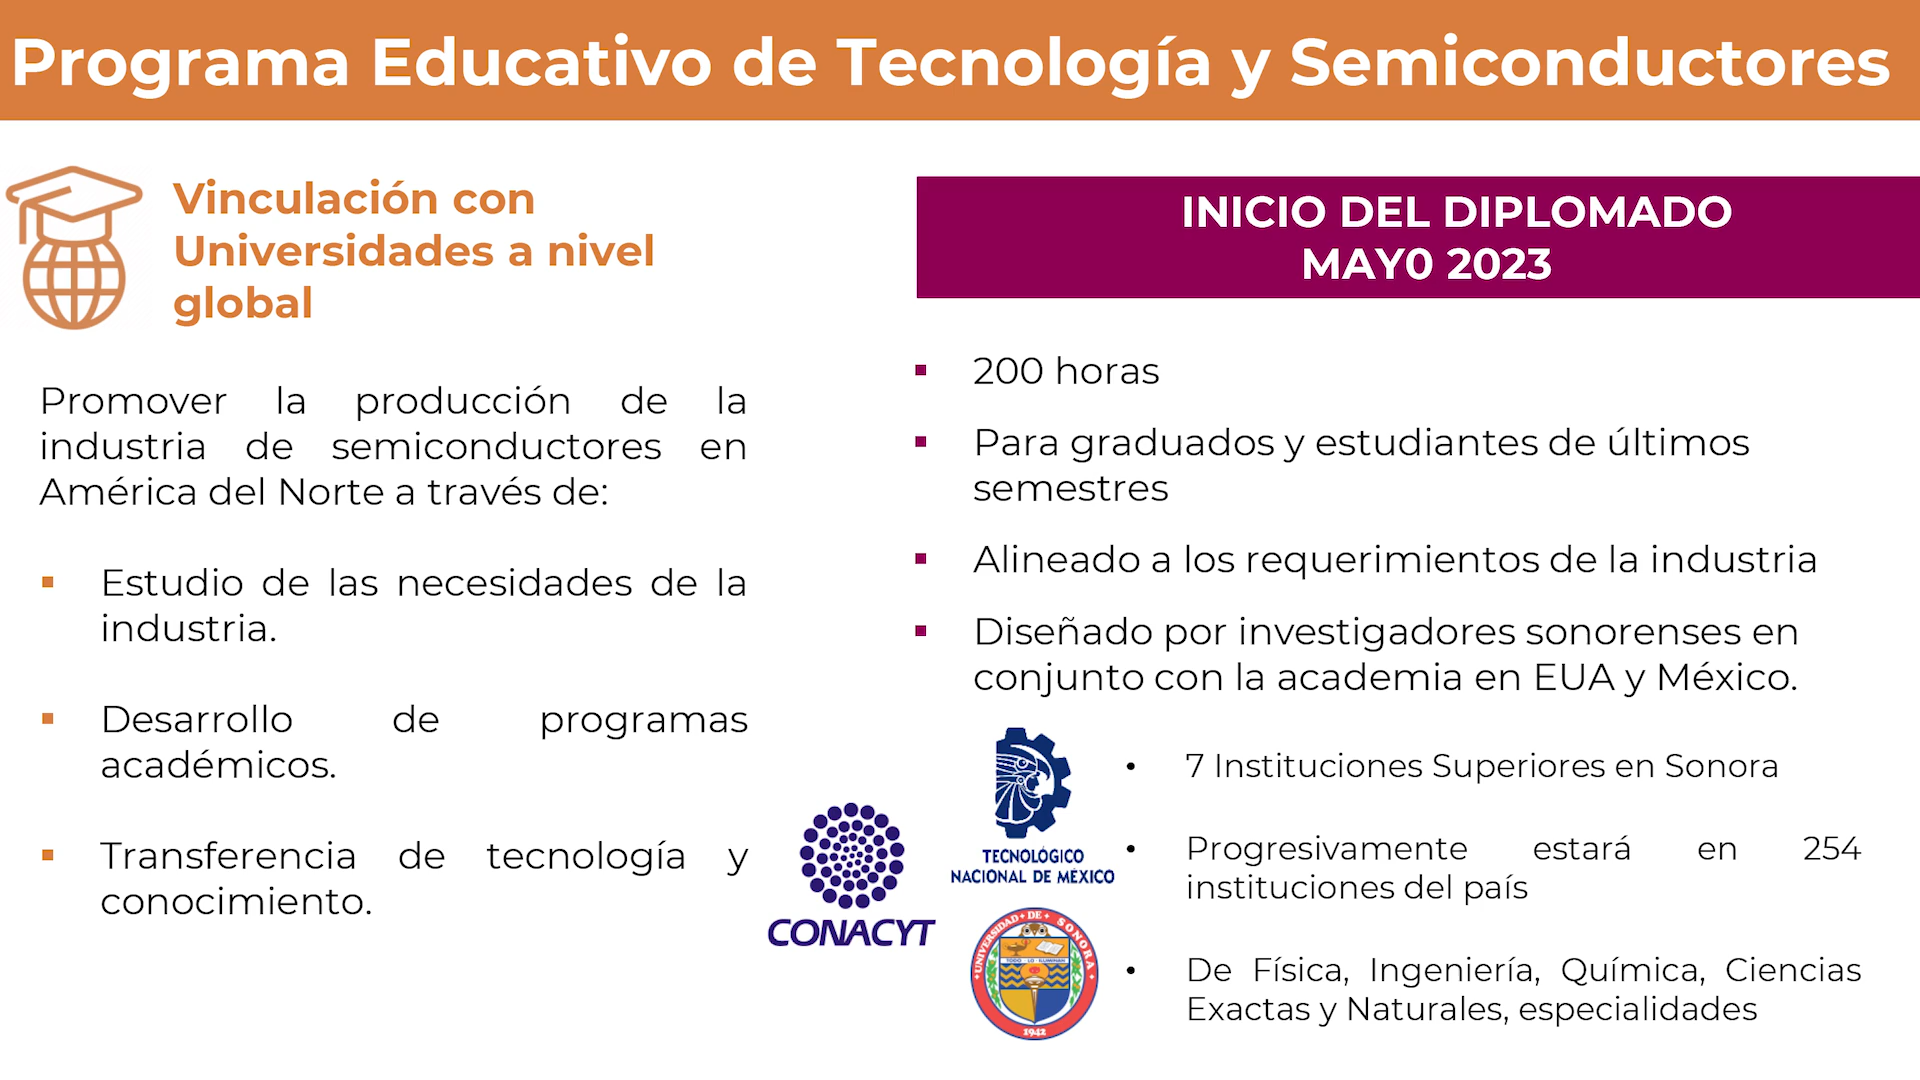 Programa Educativo de Tecnología y Semiconductores
Vinculación con
Universidades a nivel
global
Promover la producción de la
industria de semiconductores en
América del Norte a través de:
▪ Estudio de las necesidades de la
industria.
▪ Desarrollo de programas
académicos.
▪ Transferencia de tecnología y
conocimiento.
INICIO DEL DIPLOMADO
MAY0 2023
▪ 200 horas
▪ Para graduados y estudiantes de últimos
semestres
▪ Alineado a los requerimientos de la industria
▪ Diseñado por investigadores sonorenses en
conjunto con la academia en EUA y México.
CONACYT
TECNOLÓGICO
NACIONAL DE MÉXICO
UNIVERSIDAD DE SONORA
TODO LO ILUMINAN
1942
• 7 Instituciones Superiores en Sonora
• Progresivamente estará en 254
instituciones del país
• De Física, Ingeniería, Química, Ciencias
Exactas y Naturales, especialidades